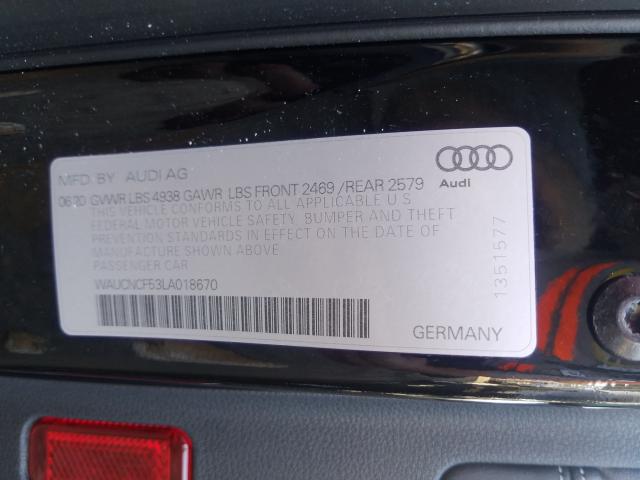 MFD. BY AUDI AG
06/20 GVWR LBS 4938 GAWR LBS FRONT 2469 / REAR 2579
THIS VEHICLE CONFORMS TO ALL APPLICABLE U S
FEDERAL MOTOR VEHICLE SAFETY, BUMPER AND THEFT
PREVENTION STANDARDS IN EFFECT ON THE DATE OF
MANUFACTURE SHOWN ABOVE.
PASSENGER CAR
WAUCNCF53LA018670
GERMANY
Audi
1351577